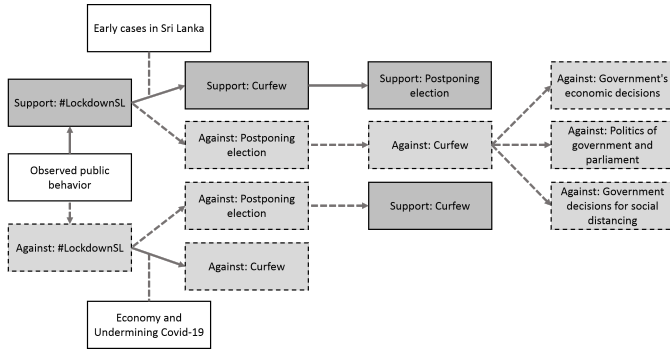 Early cases in Sri Lanka
Support: #LockdownSL
Support: Curfew
Support: Postponing
election
Against: Government's
economic decisions
Against: Postponing
election
Against: Curfew
Against: Politics of
government and
parliament
Observed public
behavior
Against: Postponing
election
Support: Curfew
Against: Government
decisions for social
distancing
Against: #LockdownSL
Against: Curfew
Economy and
Undermining Covid-19